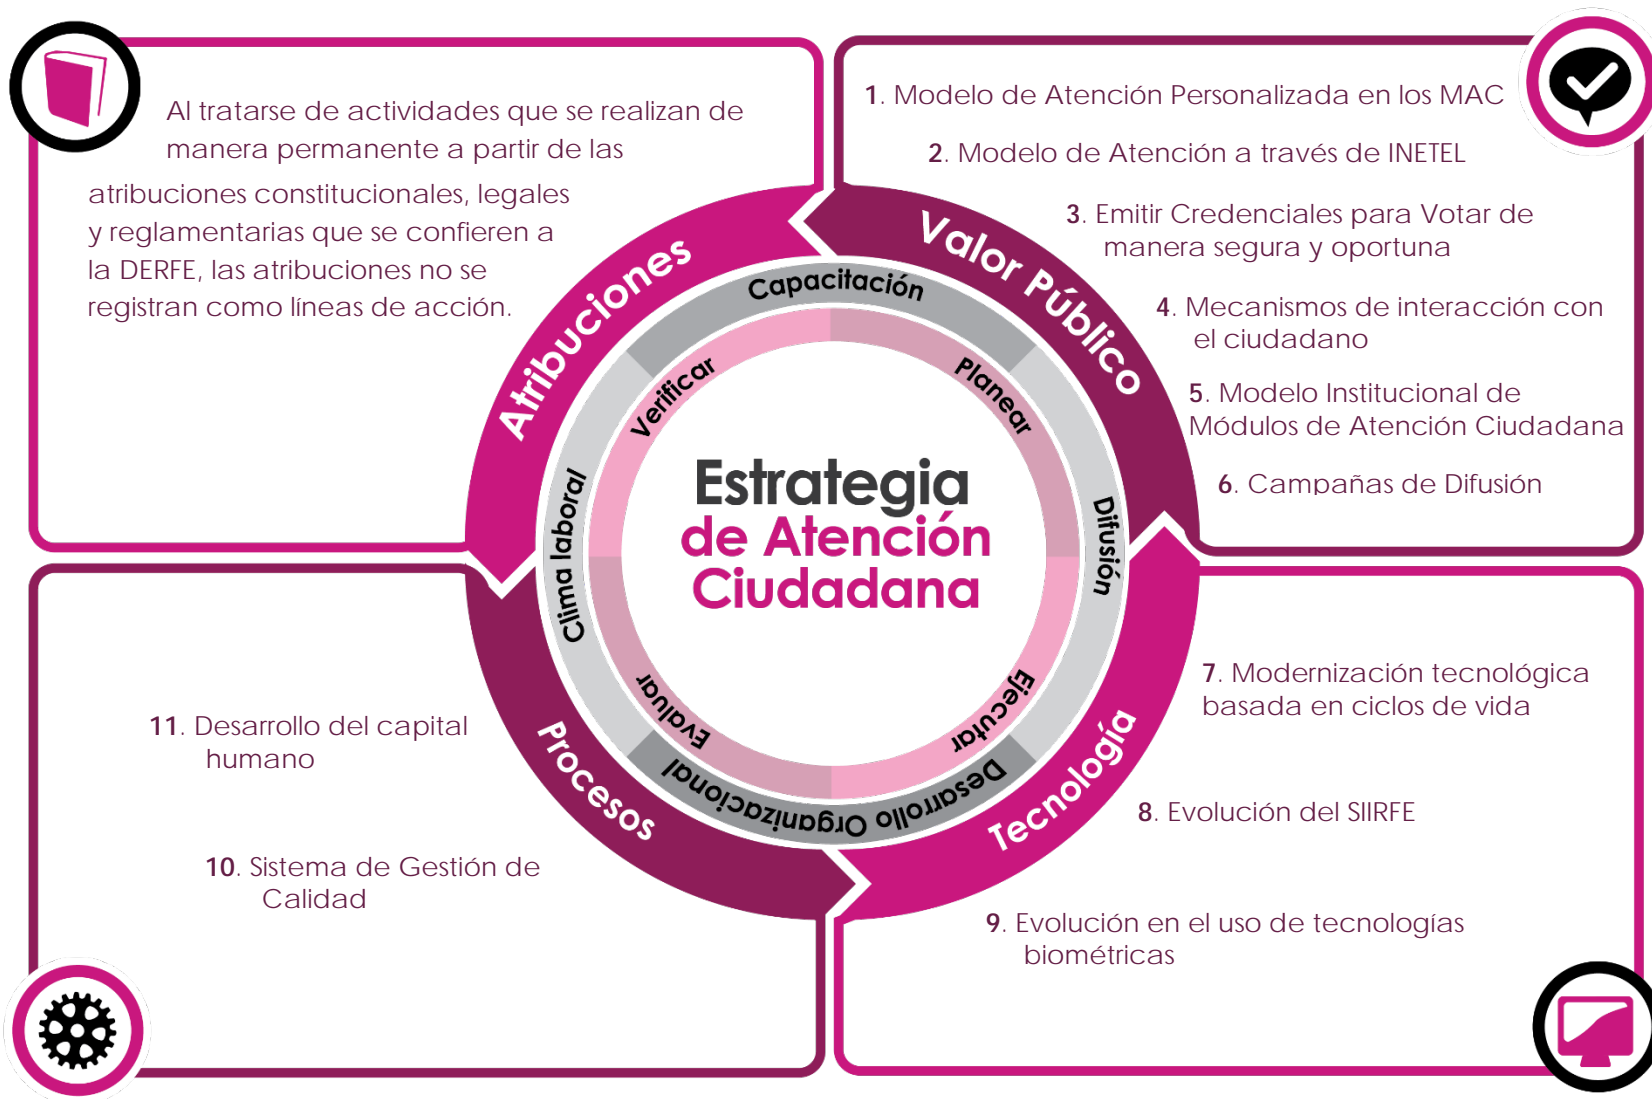 Al tratarse de actividades que se realizan de
manera permanente a partir de las
atribuciones constitucionales, legales
y reglamentarias que se confieren a
la DERFE, las atribuciones no se
registran como líneas de acción.
1. Modelo de Atención Personalizada en los MAC
2. Modelo de Atención a través de INETEL
3. Emitir Credenciales para Votar de
manera segura y oportuna
4. Mecanismos de interacción con
el ciudadano
5. Modelo Institucional de
Módulos de Atención Ciudadana
6. Campañas de Difusión
Atribuciones
Valor Público
Capacitación
Verificar
Planear
Clima laboral
Difusión
Estrategia
de Atención
Ciudadana
Evaluar
Ejecutar
Desarrollo Organizacional
Procesos
Tecnología
7. Modernización tecnológica
basada en ciclos de vida
8. Evolución del SIIRFE
9. Evolución en el uso de tecnologías
biométricas
11. Desarrollo del capital
humano
10. Sistema de Gestión de
Calidad